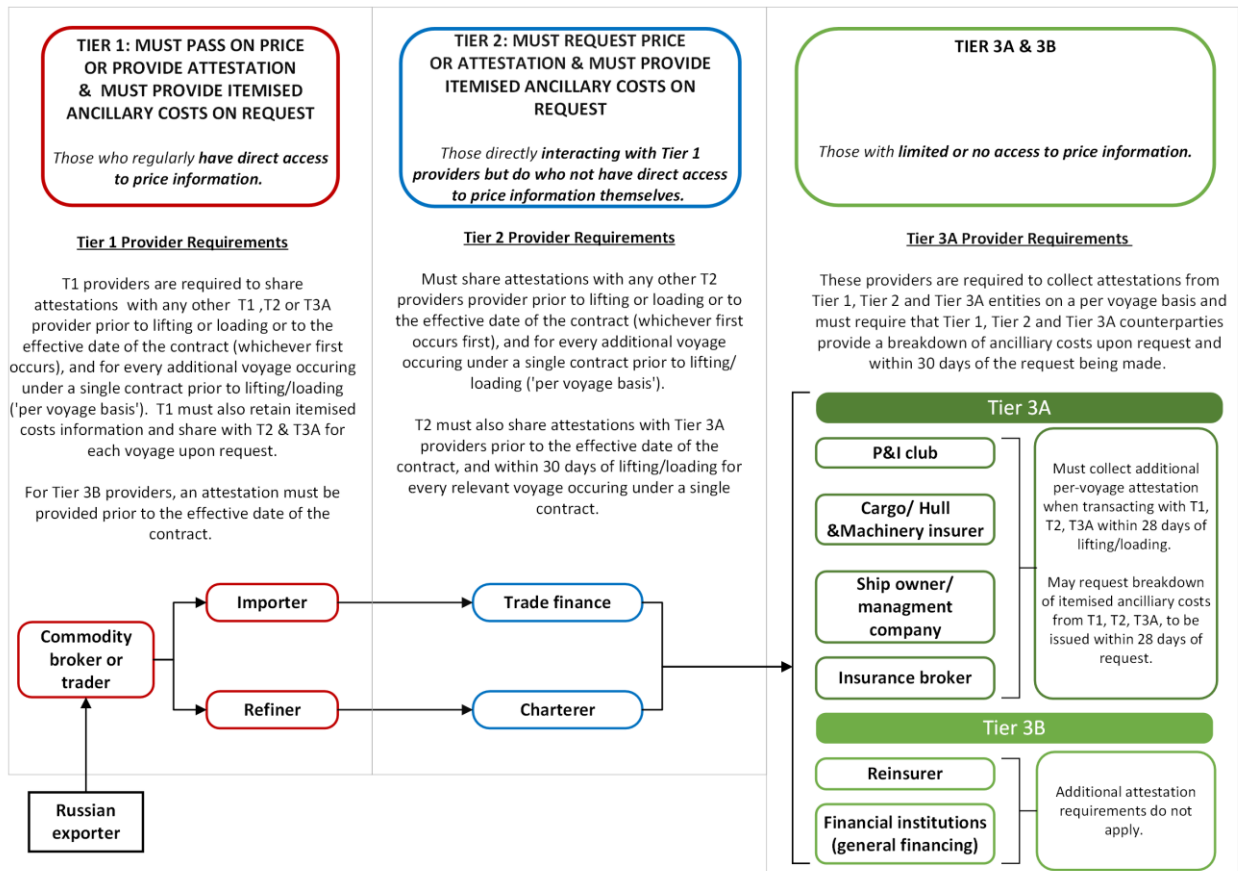 TIER 1: MUST PASS ON PRICE
OR PROVIDE ATTESTATION
& MUST PROVIDE ITEMISED
ANCILLARY COSTS ON REQUEST
Those who regularly have direct access
to price information.
TIER 2: MUST REQUEST PRICE
OR ATTESTATION & MUST PROVIDE
ITEMISED ANCILLARY COSTS ON
REQUEST
Those directly interacting with Tier 1
providers but do who not have direct access
to price information themselves.
TIER 3A & 3B
Those with limited or no access to price information.
Tier 1 Provider Requirements
T1 providers are required to share
attestations with any other T1 ,T2 or T3A
provider prior to lifting or loading or to the
effective date of the contract (whichever first
occurs), and for every additional voyage occuring
under a single contract prior to lifting/loading
('per voyage basis'). T1 must also retain itemised
costs information and share with T2 & T3A for
each voyage upon request.
For Tier 3B providers, an attestation must be
provided prior to the effective date of the
contract.
Tier 2 Provider Requirements
Must share attestations with any other T2
providers provider prior to lifting or loading or to
the effective date of the contract (whichever first
occurs first), and for every additional voyage
occuring under a single contract prior to lifting/
loading ('per voyage basis').
T2 must also share attestations with Tier 3A
providers prior to the effective date of the
contract, and within 30 days of lifting/loading for
every relevant voyage occuring under a single
contract.
Tier 3A Provider Requirements
These providers are required to collect attestations from
Tier 1, Tier 2 and Tier 3A entities on a per voyage basis and
must require that Tier 1, Tier 2 and Tier 3A counterparties
provide a breakdown of ancilliary costs upon request and
within 30 days of the request being made.
Commodity
broker or
trader
Russian
exporter
Importer
Refiner
Trade finance
Charterer
Tier 3A
P&I club
Cargo/ Hull
&Machinery insurer
Ship owner/
managment
company
Insurance broker
Must collect additional
per-voyage attestation
when transacting with T1,
T2, T3A within 28 days of
lifting/loading.
May request breakdown
of itemised ancilliary costs
from T1, T2, T3A, to be
issued within 28 days of
request.
Tier 3B
Reinsurer
Financial institutions
(general financing)
Additional attestation
requirements do not
apply.